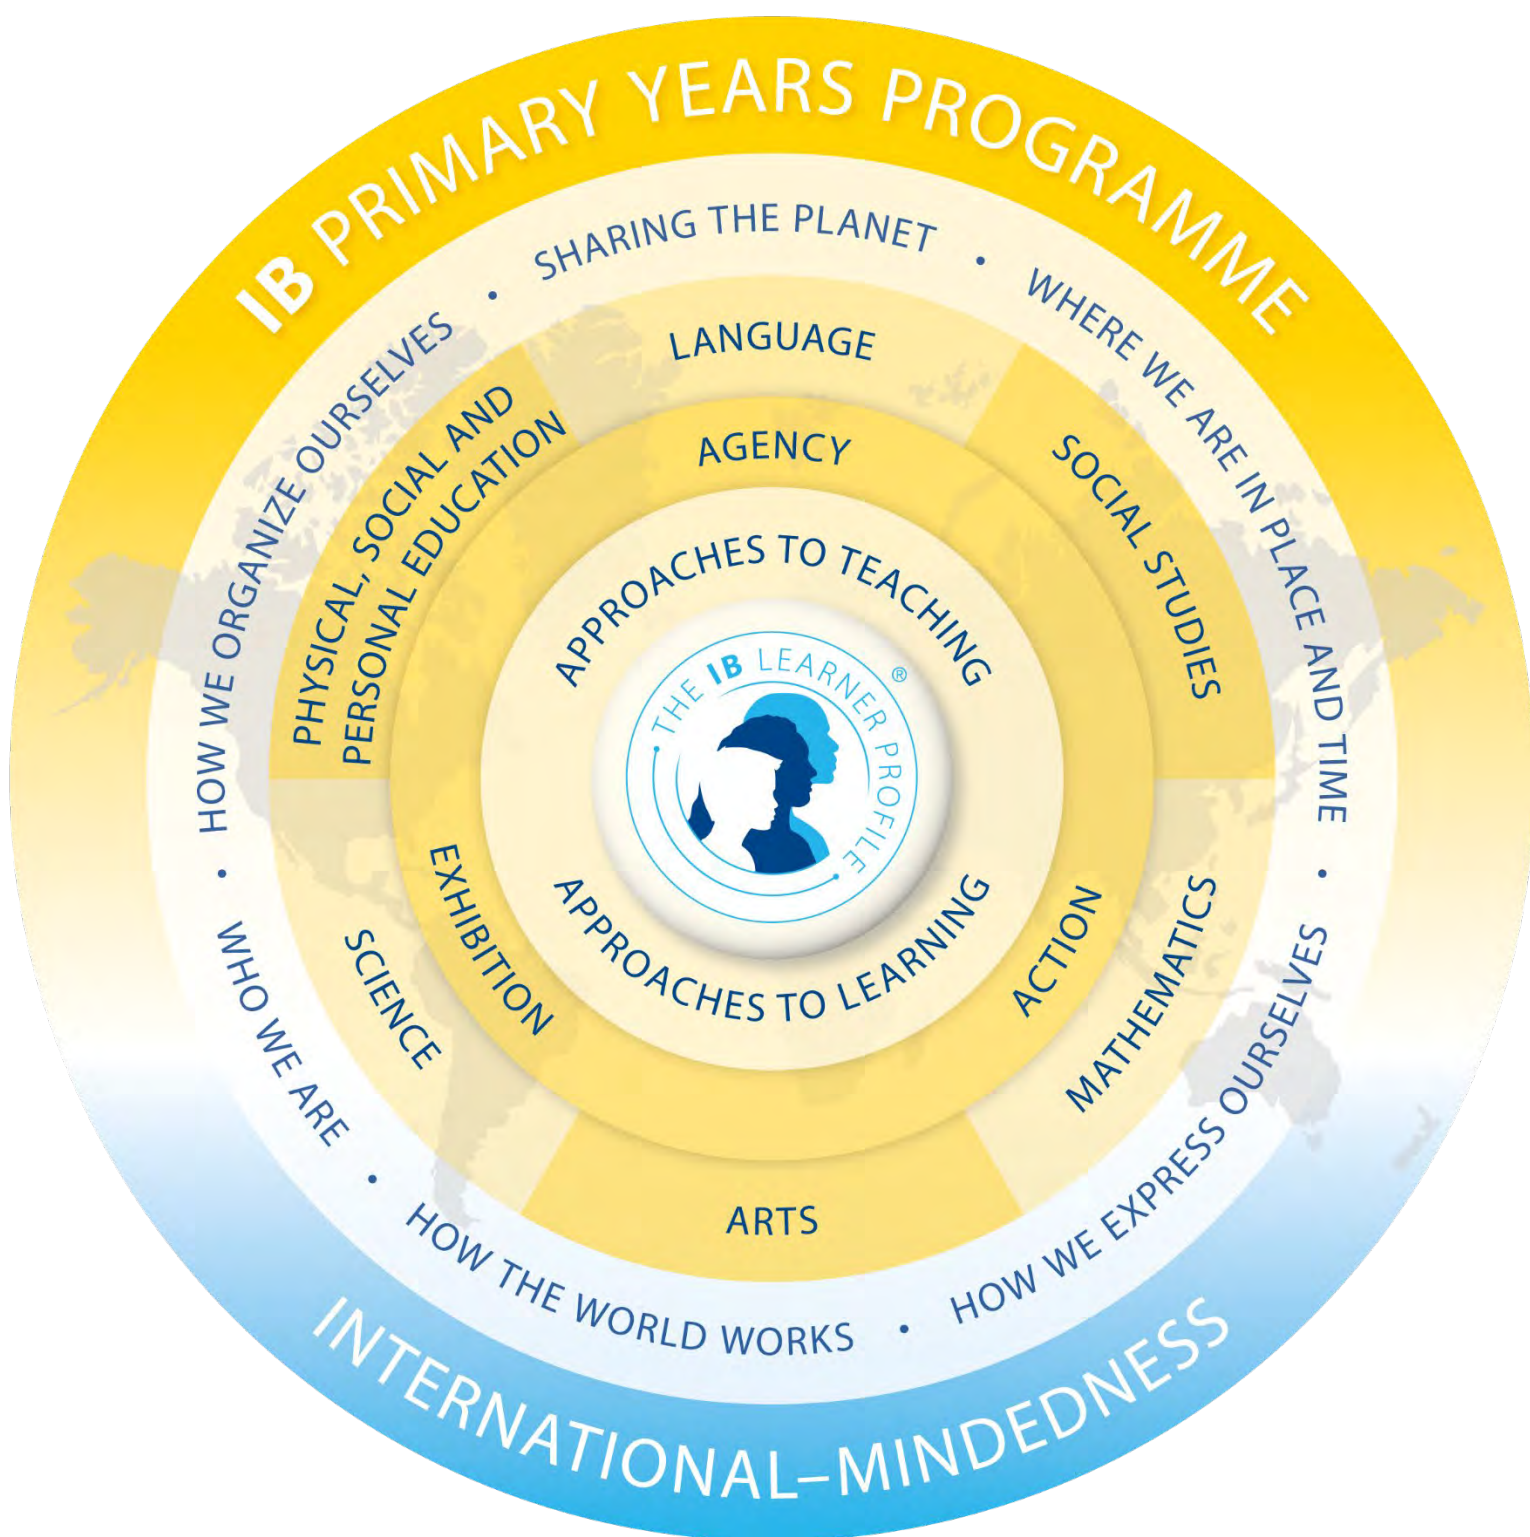 IB PRIMARY YEARS PROGRAMME
SHARING THE PLANET
•
WHERE WE ARE IN PLACE AND TIME
•
HOW WE EXPRESS OURSELVES
•
HOW THE WORLD WORKS
•
WHO WE ARE
•
HOW WE ORGANIZE OURSELVES
•
LANGUAGE
SOCIAL STUDIES
MATHEMATICS
ARTS
SCIENCE
PHYSICAL, SOCIAL AND
PERSONAL EDUCATION
AGENCY
ACTION
EXHIBITION
APPROACHES TO TEACHING
THE IB LEARNER PROFILE ®
APPROACHES TO LEARNING
INTERNATIONAL–MINDEDNESS